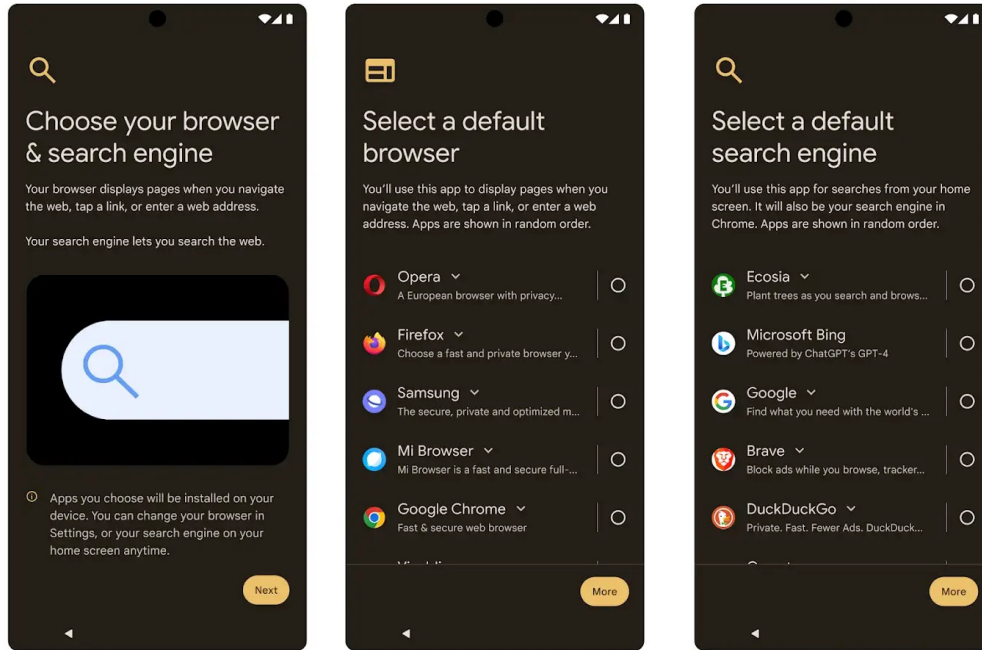 Choose your browser
& search engine
Your browser displays pages when you navigate
the web, tap a link, or enter a web address.
Your search engine lets you search the web.
Apps you choose will be installed on your
device. You can change your browser in
Settings, or your search engine on your
home screen anytime.
Next
Select a default
browser
You'll use this app to display pages when you
navigate the web, tap a link, or enter a web
address. Apps are shown in random order.
Opera
A European browser with privacy...
Firefox
Choose a fast and private browser y...
Samsung
The secure, private and optimized m...
Mi Browser
Mi Browser is a fast and secure full-...
Google Chrome
Fast & secure web browser
More
Select a default
search engine
You'll use this app for searches from your home
screen. It will also be your search engine in
Chrome. Apps are shown in random order.
Ecosia
Plant trees as you search and brows...
Microsoft Bing
Powered by ChatGPT's GPT-4
Google
Find what you need with the world's ...
Brave
Block ads while you browse, tracker...
DuckDuckGo
Private. Fast. Fewer Ads. DuckDuck...
More